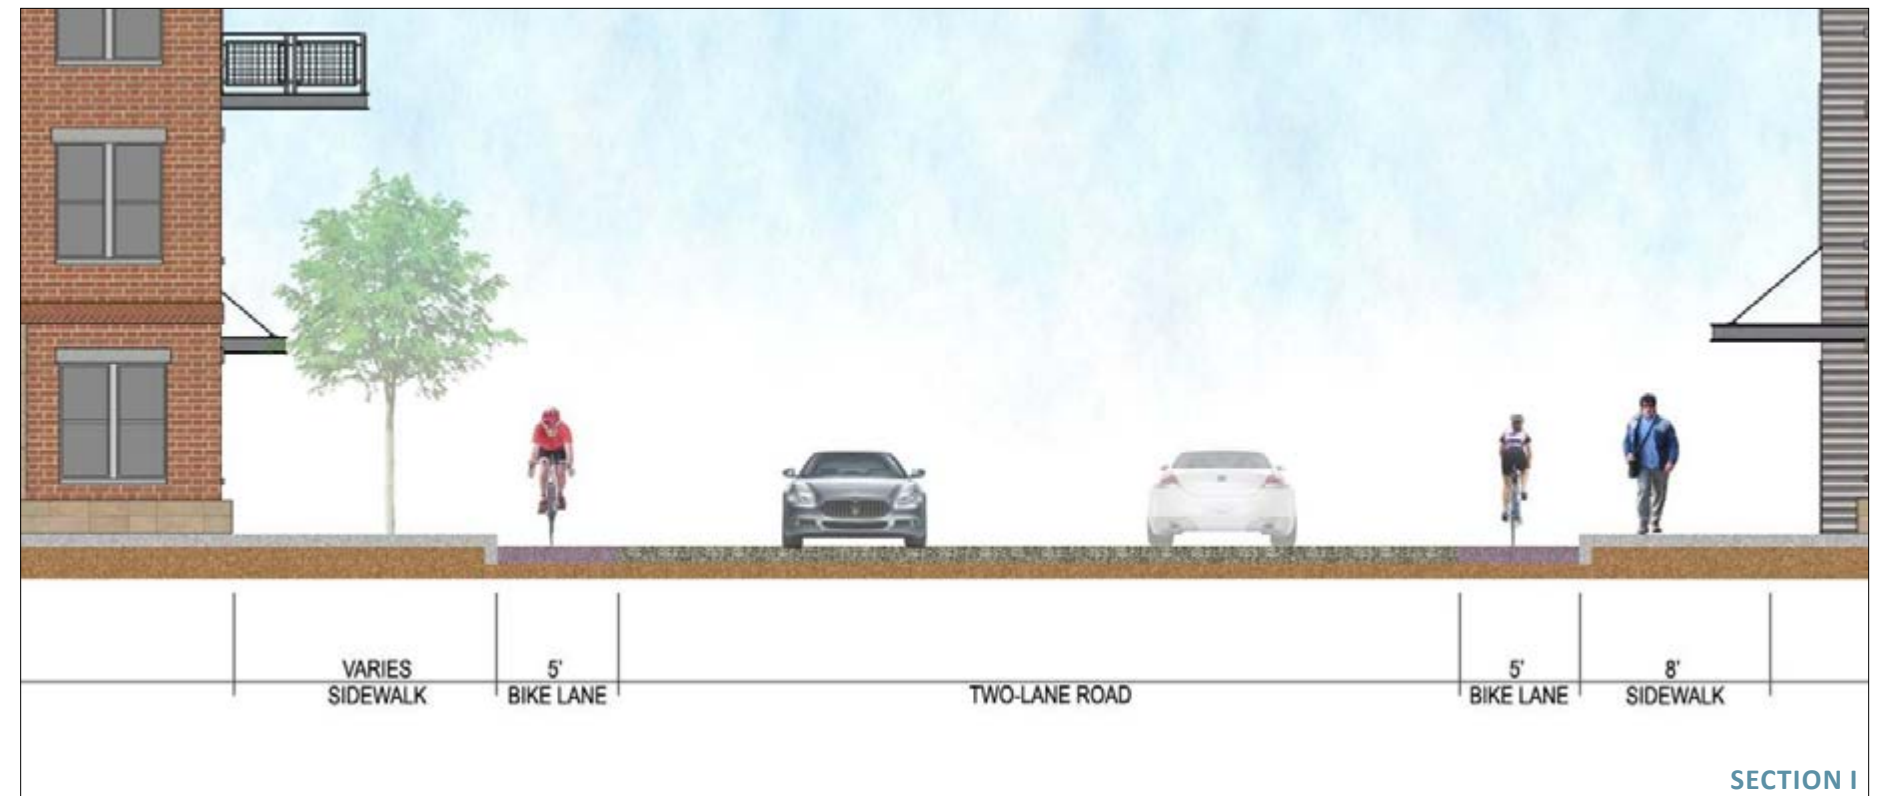 VARIES
SIDEWALK
5'
BIKE LANE
TWO-LANE ROAD
5'
BIKE LANE
8'
SIDEWALK
SECTION I